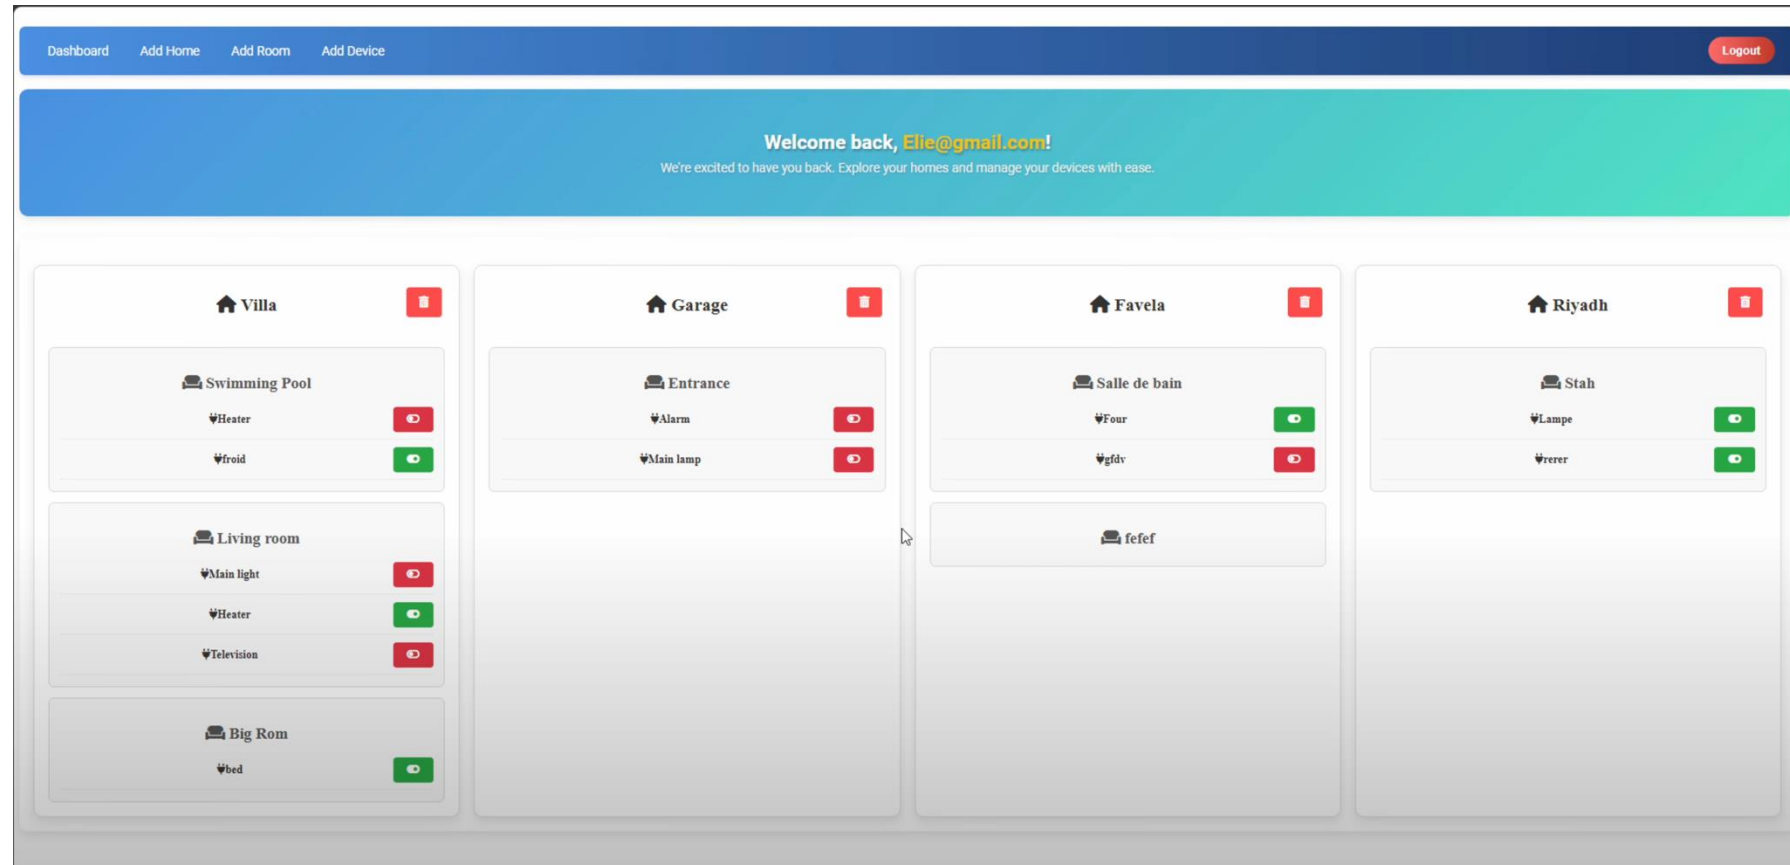 Dashboard Add Home Add Room Add Device Logout
Welcome back, Elie@gmail.com!
We're excited to have you back. Explore your homes and manage your devices with ease.
Villa
Swimming Pool
Heater
froid
Living room
Main light
Heater
Television
Big Rom
bed
Garage
Entrance
Alarm
Main lamp
Favela
Salle de bain
Four
gfdv
fefef
Riyadh
Stah
Lampe
rerer